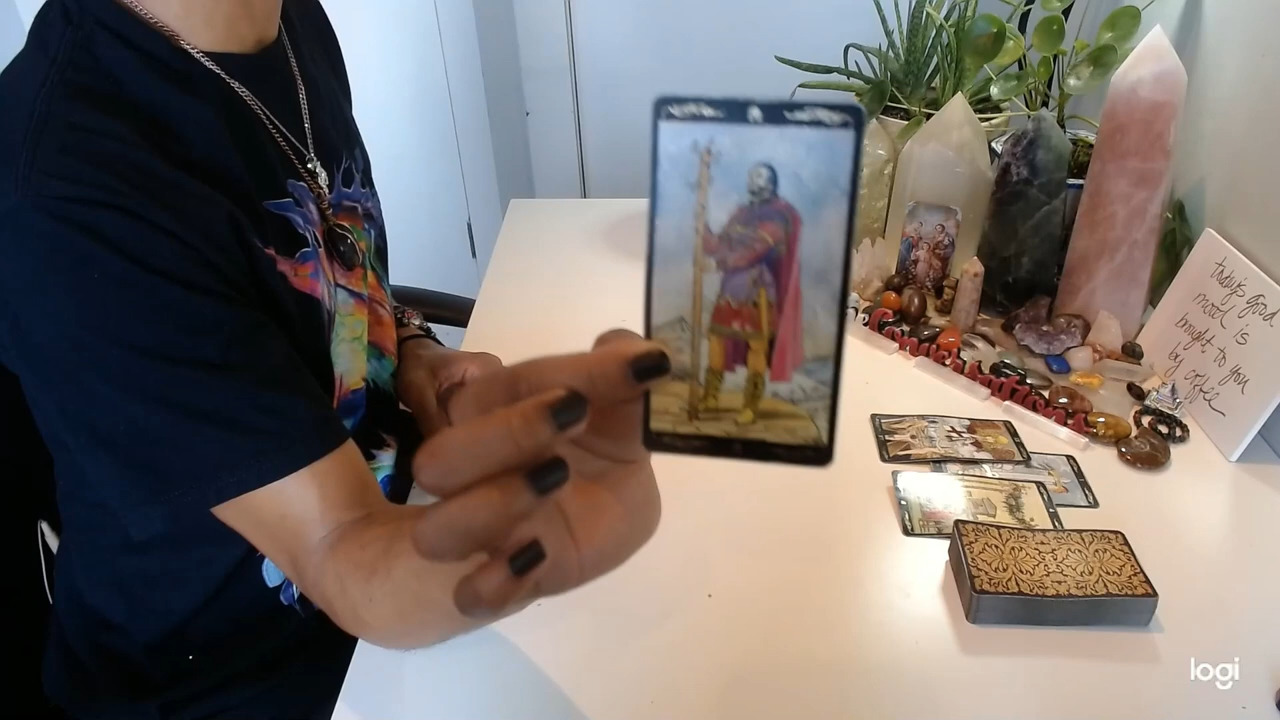 today's good
mood is
brought to you
by coffee
logi